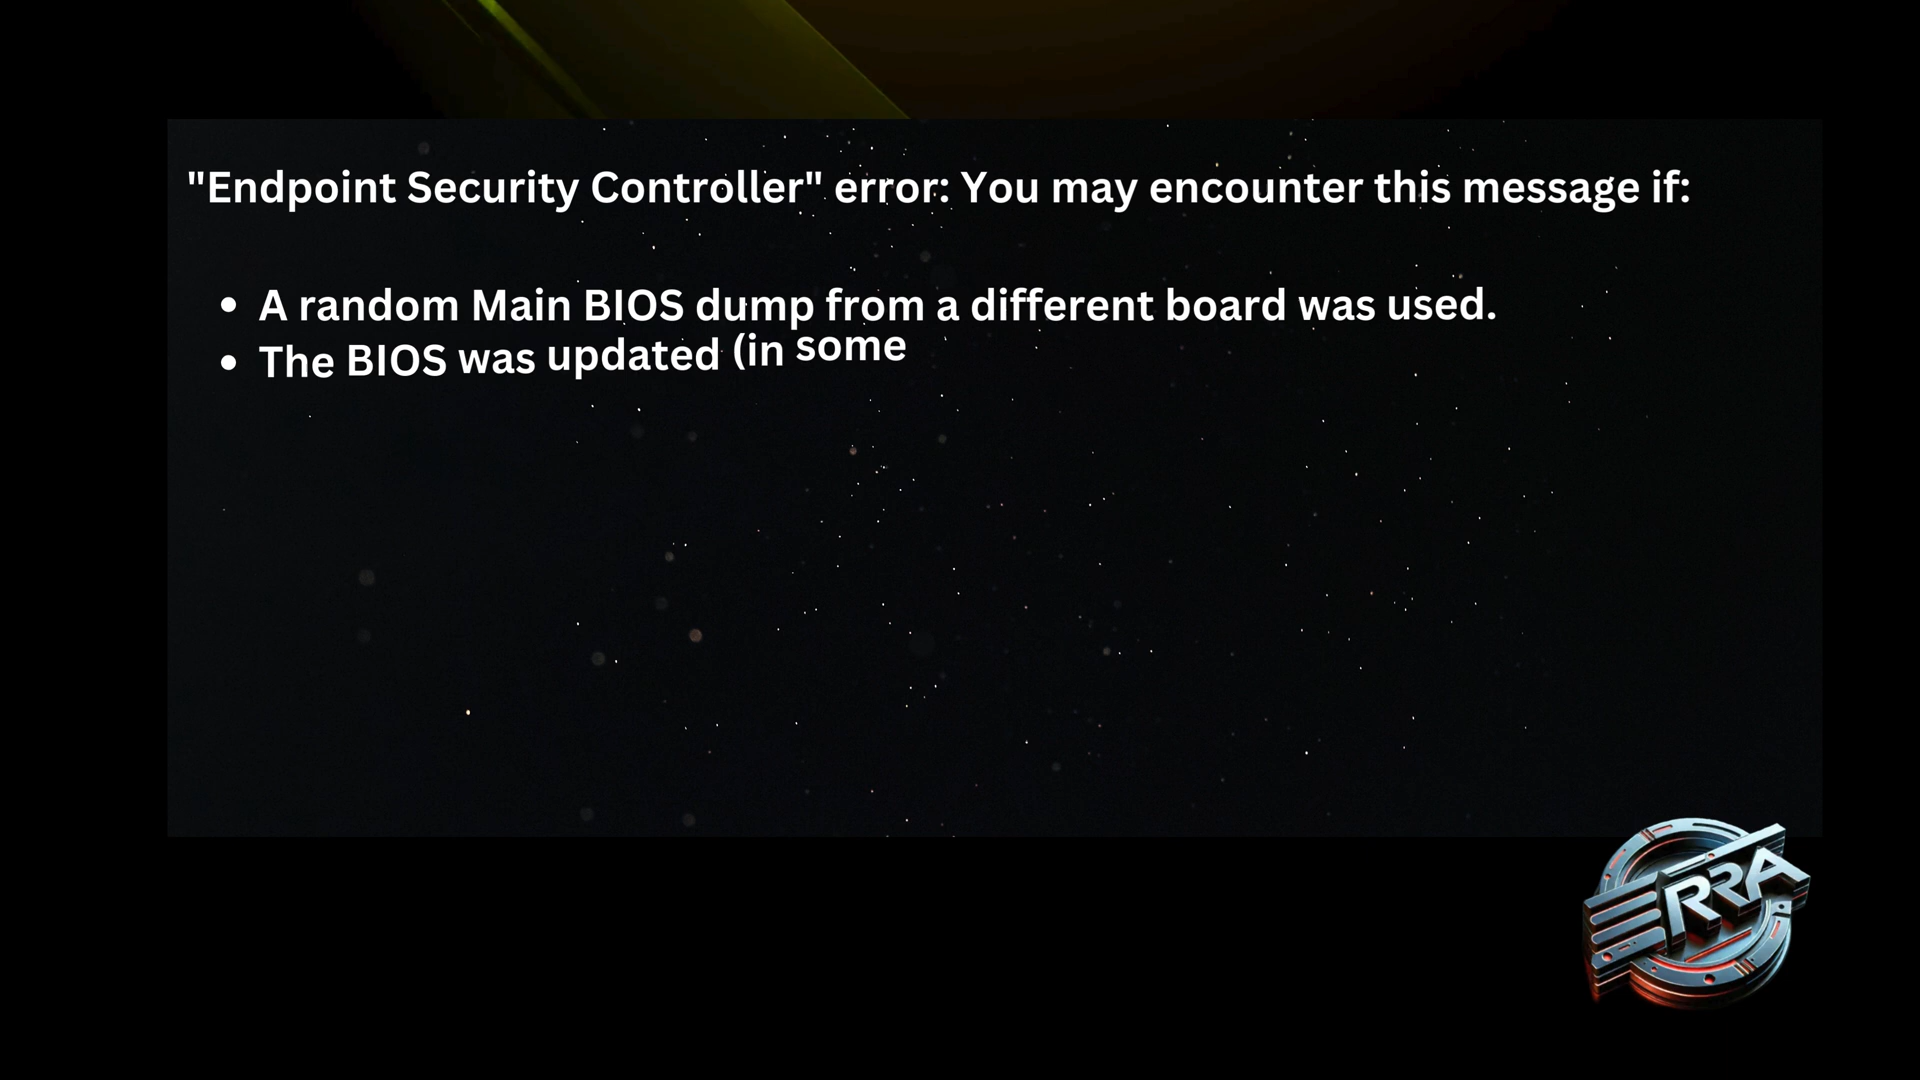 "Endpoint Security Controller" error: You may encounter this message if:
• A random Main BIOS dump from a different board was used.
• The BIOS was updated (in some
RRA